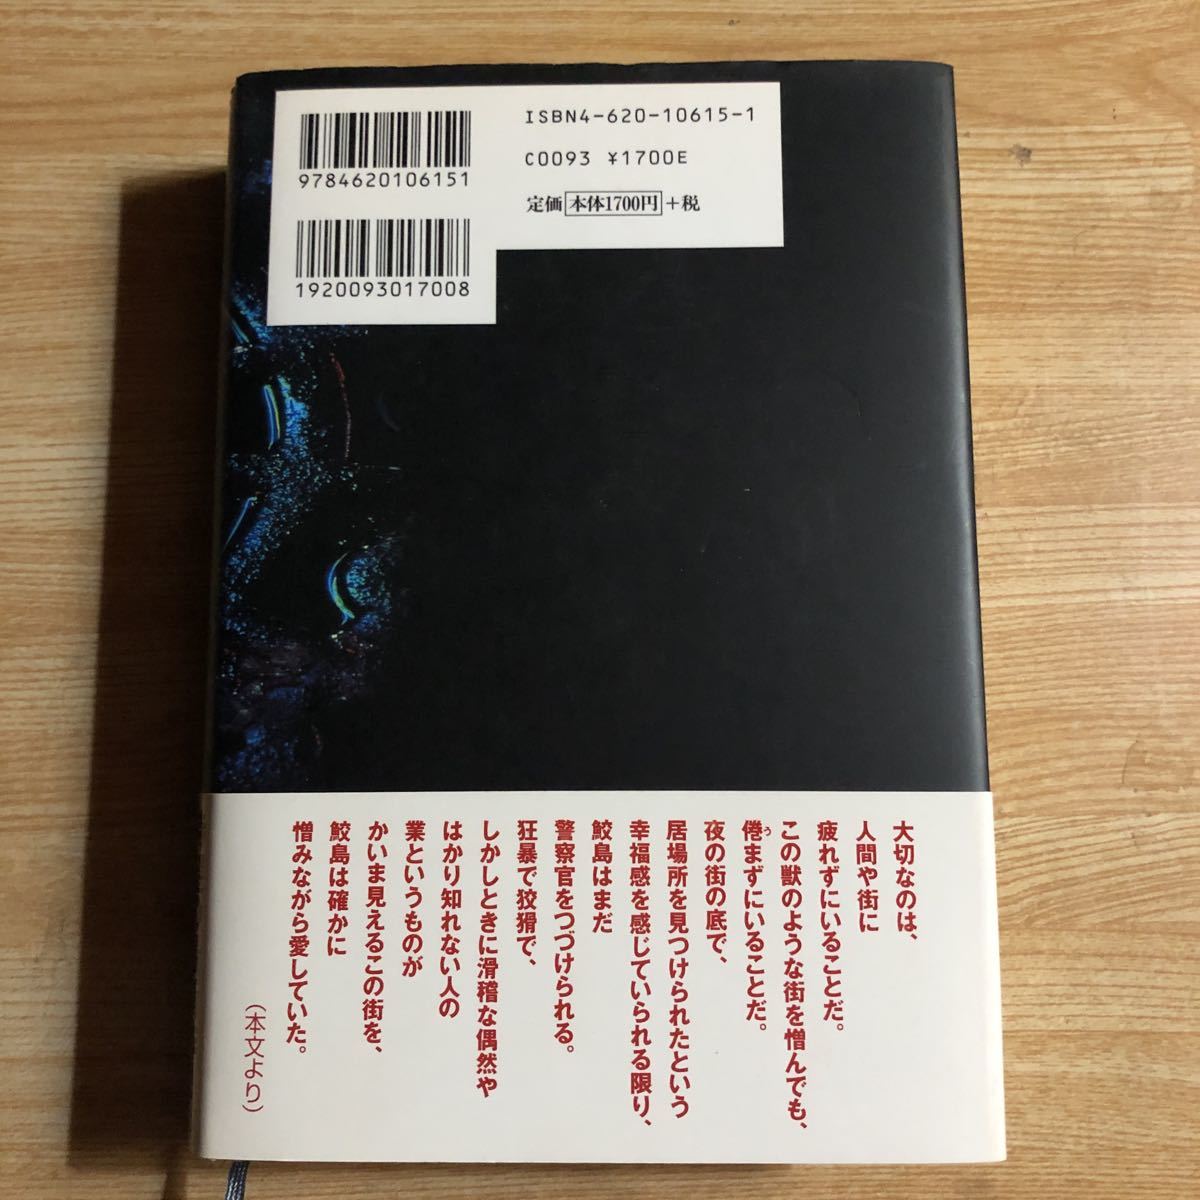 ISBN4-620-10615-1
C0093 ¥1700E
定価 本体1700円 +税
9784620106151
1920093017008
大切なのは、
人間や街に
疲れずにいることだ。
この獣のような街を憎んでも、
倦まずにいることだ。
う
夜の街の底で、
居場所を見つけられたという
幸福感を感じていられる限り、
鮫島はまだ
警察官をつづけられる。
狂暴で狡猾で、
しかしときに滑稽な偶然や
はかり知れない人の
業というものが
かいま見えるこの街を、
鮫島は確かに
憎みながら愛していた。
（本文より）